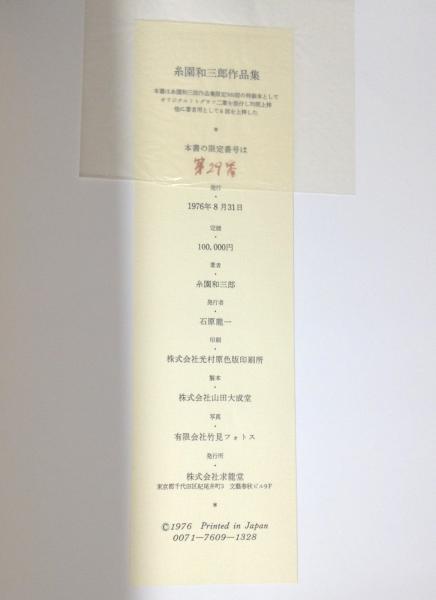 糸園和三郎作品集
本書は糸園和三郎作品集限定500部の特装本として
オリジナルリトグラフ二葉を添付し70部上梓
他に著者用として8部を上梓した
*
本書の限定番号は
第29番
発行
•
1976年8月31日
定価
•
100,000円
著者
•
糸園和三郎
発行者
•
石原龍一
印刷
•
株式会社光村原色版印刷所
製本
•
株式会社山田大成堂
写真
•
有限会社竹見フォトス
発行所
•
株式会社求龍堂
東京都千代田区紀尾井町3 文藝春秋ビル9F
*
©1976 Printed in Japan
0071—7609—1328